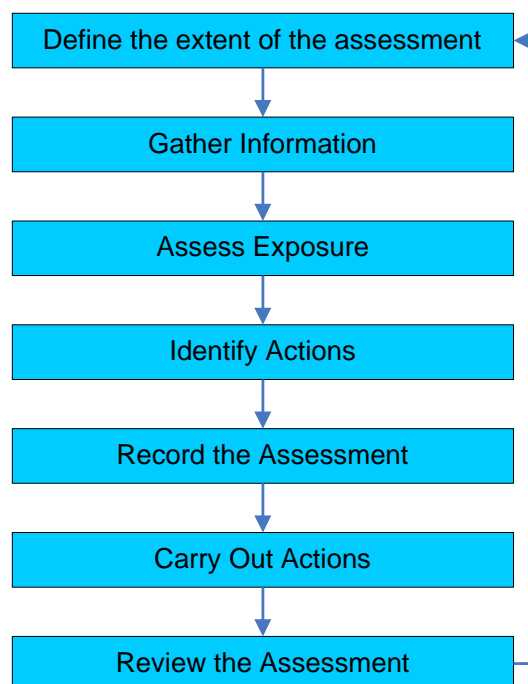 Define the extent of the assessment
Gather Information
Assess Exposure
Identify Actions
Record the Assessment
Carry Out Actions
Review the Assessment